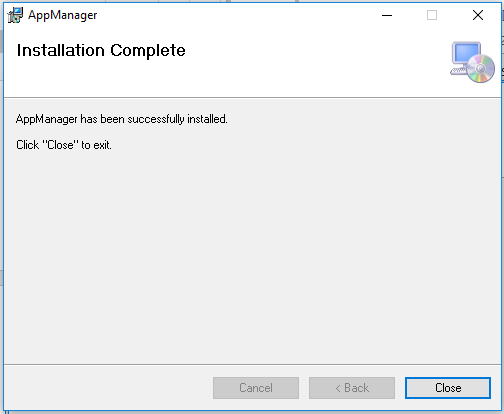 AppManager
Installation Complete
AppManager has been successfully installed.
Click "Close" to exit.
Cancel
< Back
Close